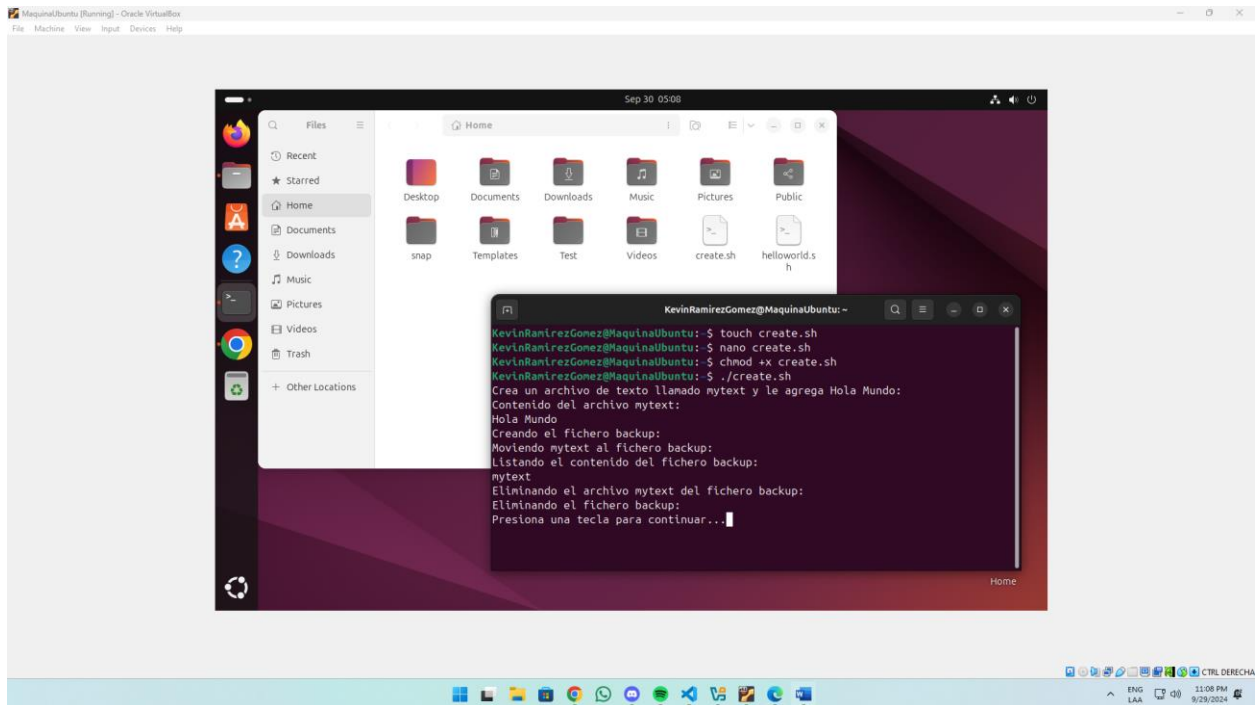 MaquinaUbuntu [Running] - Oracle VirtualBox
File Machine View Input Devices Help
Sep 30 05:08
Files
Home
Recent
Starred
Home
Documents
Downloads
Music
Pictures
Videos
Trash
+ Other Locations
Desktop Documents Downloads Music Pictures Public
snap Templates Test Videos create.sh helloworld.s
h
KevinRamirezGomez@MaquinaUbuntu: ~
KevinRamirezGomez@MaquinaUbuntu:~$ touch create.sh
KevinRamirezGomez@MaquinaUbuntu:~$ nano create.sh
KevinRamirezGomez@MaquinaUbuntu:~$ chmod +x create.sh
KevinRamirezGomez@MaquinaUbuntu:~$ ./create.sh
Crea un archivo de texto llamado mytext y le agrega Hola Mundo:
Contenido del archivo mytext:
Hola Mundo
Creando el fichero backup:
Moviendo mytext al fichero backup:
Listando el contenido del fichero backup:
mytext
Eliminando el archivo mytext del fichero backup:
Eliminando el fichero backup:
Presiona una tecla para continuar...
Home
CTRL DERECHA
ENG
LAA
11:08 PM
9/29/2024